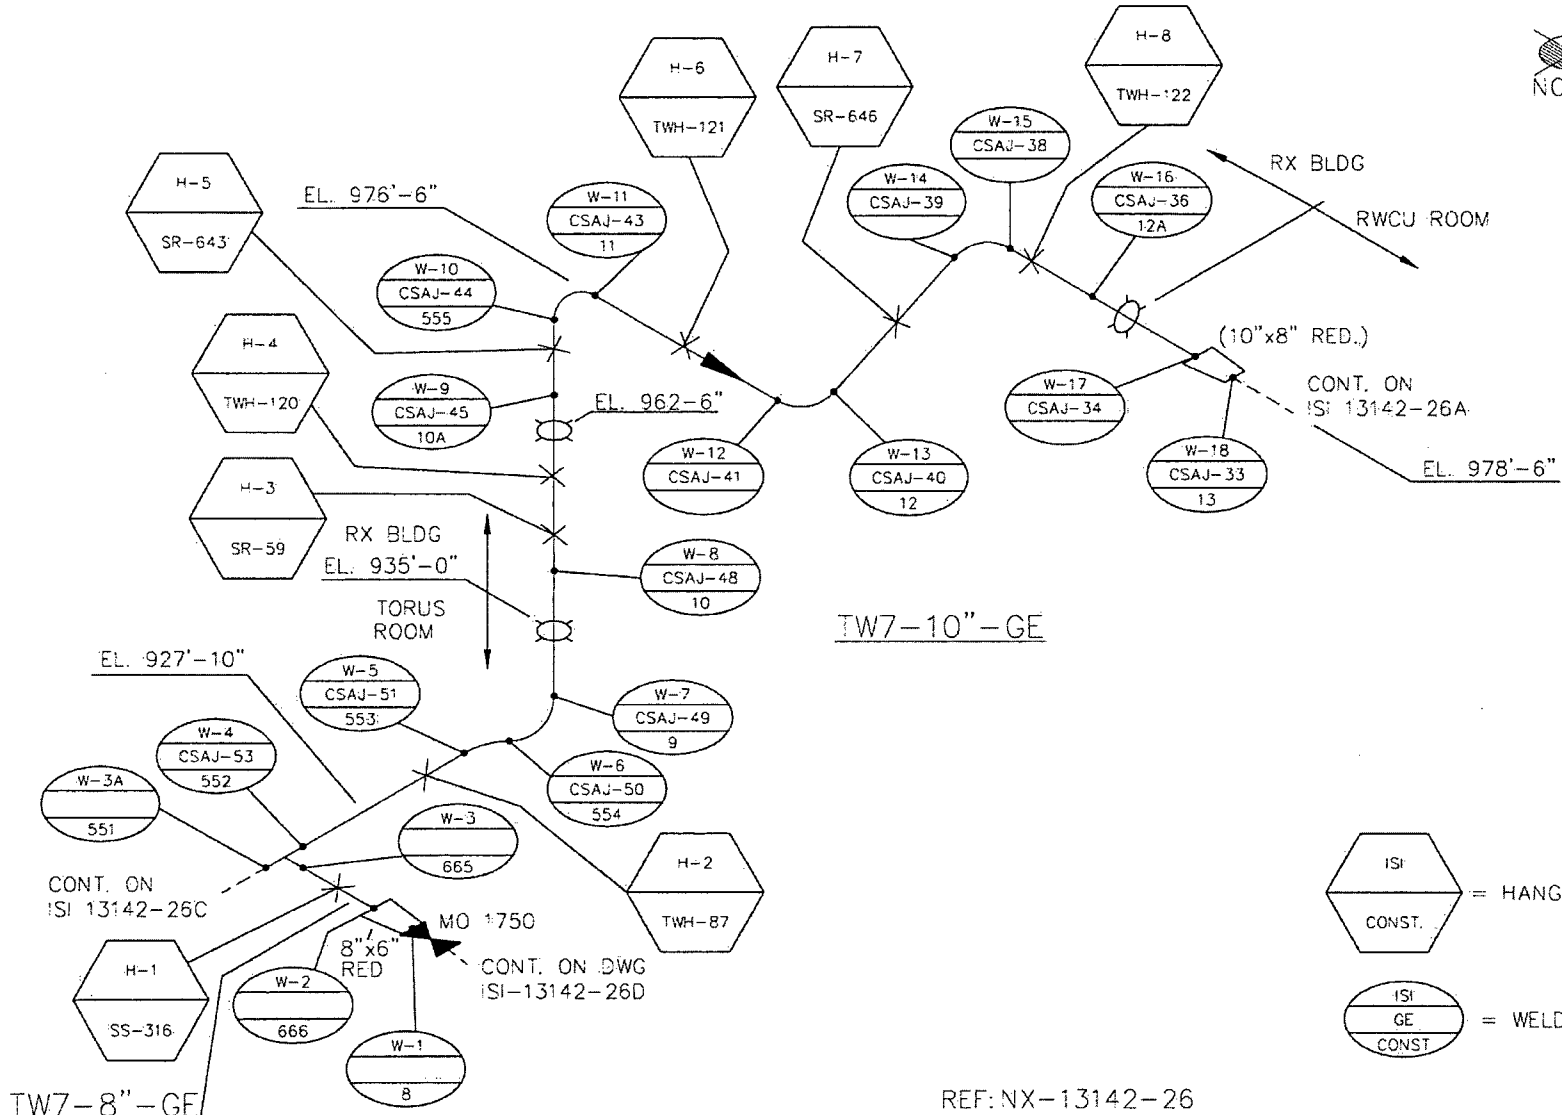 H-8
TWH-122
H-7
SR-646
H-6
TWH-121
W-15
CSAJ-38
RX BLDG
RWCU ROOM
H-5
SR-643
EL. 976'-6"
W-11
CSAJ-43
11
W-14
CSAJ-39
W-16
CSAJ-36
12A
W-10
CSAJ-44
555
H-4
TWH-120
(10"x8" RED.)
W-9
CSAJ-45
10A
EL. 962-6"
W-17
CSAJ-34
CONT. ON
ISI 13142-26A
W-12
CSAJ-41
W-13
CSAJ-40
12
W-18
CSAJ-33
13
EL. 978'-6"
H-3
SR-59
RX BLDG
EL. 935'-0"
TORUS
ROOM
W-8
CSAJ-48
10
TW7-10"-GE
EL. 927'-10"
W-5
CSAJ-51
553
W-7
CSAJ-49
9
W-4
CSAJ-53
552
W-6
CSAJ-50
554
W-3A
551
W-3
665
H-2
TWH-87
CONT. ON
ISI 13142-26C
MO 1750
8"x6"
RED
CONT. ON DWG
ISI-13142-26D
H-1
SS-316
W-2
666
W-1
8
TW7-8"-GE
ISI
CONST.
= HANG
ISI
GE
CONST
= WELD
REF: NX-13142-26